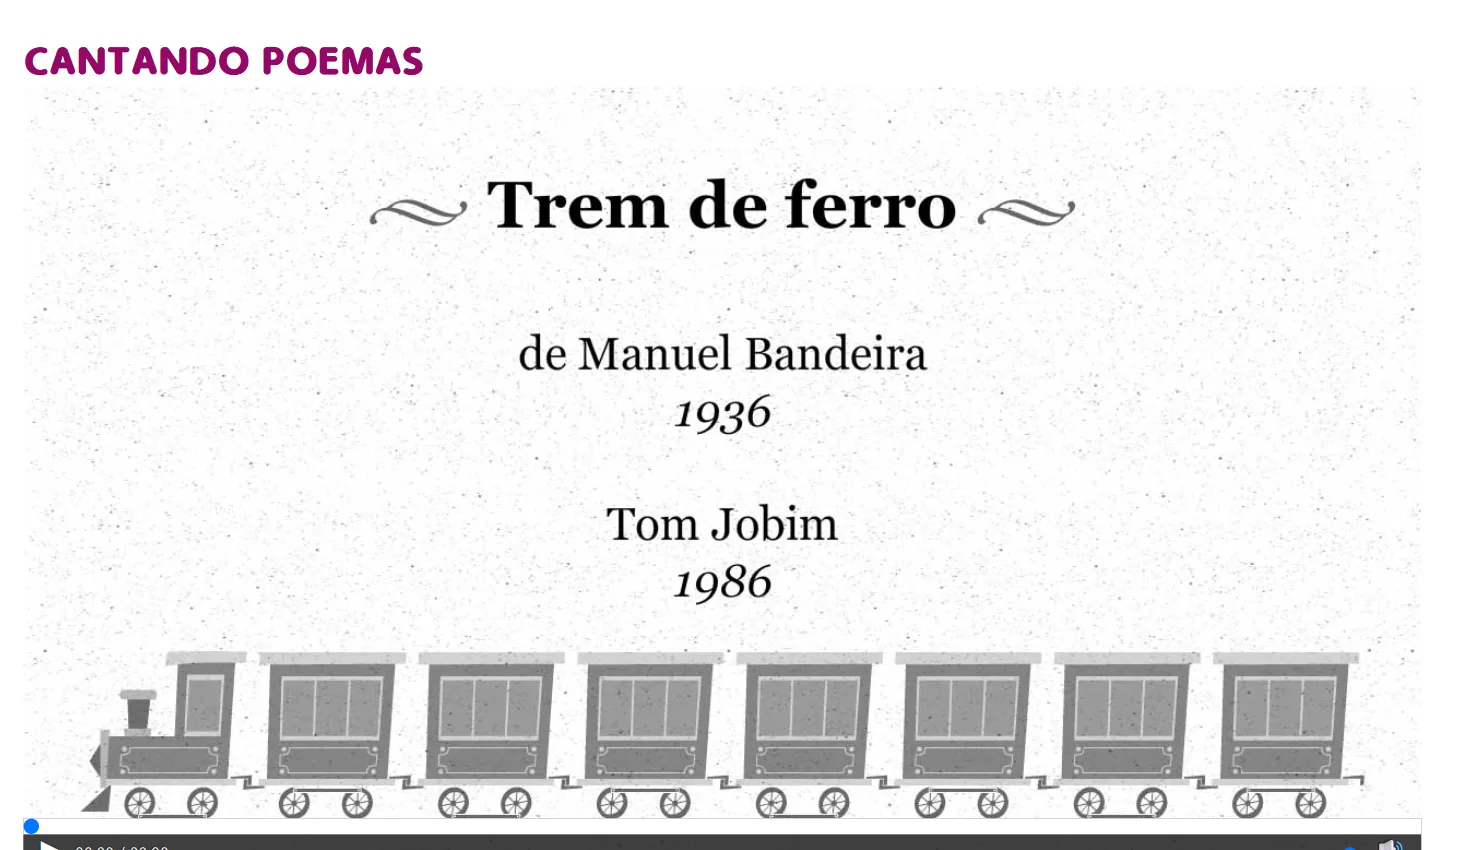 CANTANDO POEMAS
Trem de ferro
de Manuel Bandeira
1936
Tom Jobim
1986